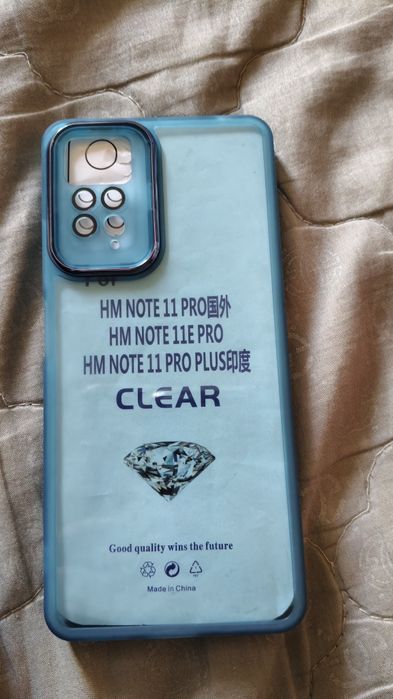 For
HM NOTE 11 PRO国外
HM NOTE 11E PRO
HM NOTE 11 PRO PLUS印度
CLEAR
Good quality wins the future
Made in China